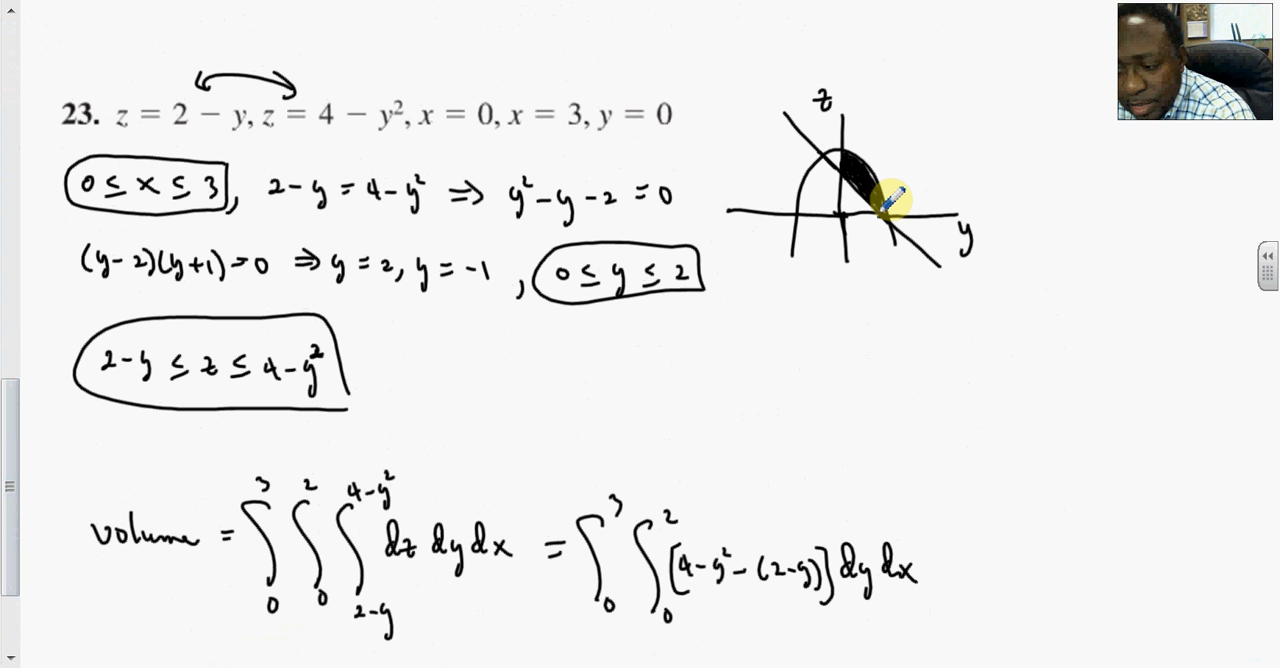 23. z = 2 − y, z = 4 − y², x = 0, x = 3, y = 0
0 ≤ x ≤ 3, 2-y = 4-y² ⇒ y²-y-2 = 0
(y-2)(y+1)=0 ⇒ y = 2, y = -1, 0 ≤ y ≤ 2
2-y ≤ z ≤ 4-y²
z
y
volume = ∫₀³ ∫₀² ∫_{2-y}^{4-y²} dz dy dx = ∫₀³ ∫₀² [4-y²-(2-y)] dy dx